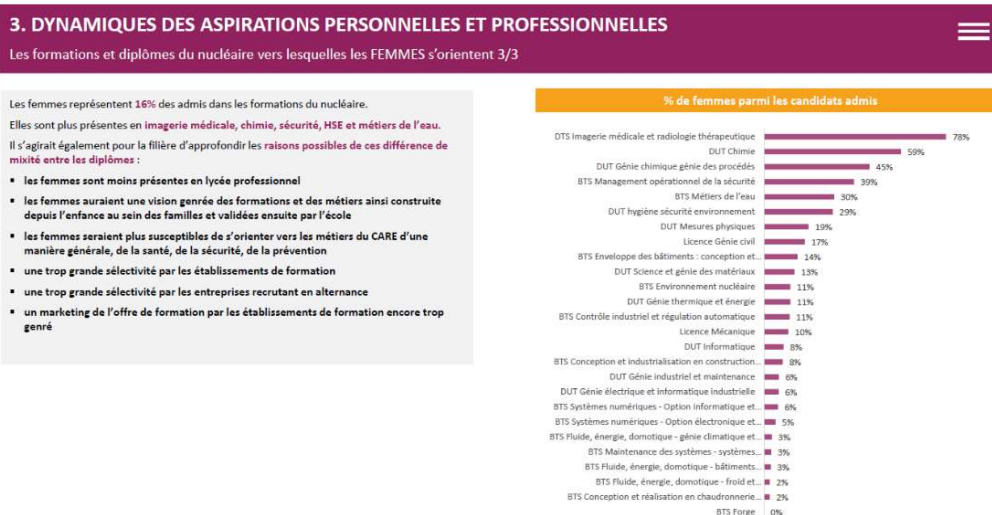 3. DYNAMIQUES DES ASPIRATIONS PERSONNELLES ET PROFESSIONNELLES
Les formations et diplômes du nucléaire vers lesquelles les FEMMES s'orientent 3/3
Les femmes représentent 16% des admis dans les formations du nucléaire.
Elles sont plus présentes en imagerie médicale, chimie, sécurité, HSE et métiers de l'eau.
Il s'agirait également pour la filière d'approfondir les raisons possibles de ces différence de
mixité entre les diplômes :
▪ les femmes sont moins présentes en lycée professionnel
▪ les femmes auraient une vision genrée des formations et des métiers ainsi construite
depuis l'enfance au sein des familles et validées ensuite par l'école
▪ les femmes seraient plus susceptibles de s'orienter vers les métiers du CARE d'une
manière générale, de la santé, de la sécurité, de la prévention
▪ une trop grande sélectivité par les établissements de formation
▪ une trop grande sélectivité par les entreprises recrutant en alternance
▪ un marketing de l'offre de formation par les établissements de formation encore trop
genré
% de femmes parmi les candidats admis
DTS Imagerie médicale et radiologie thérapeutique 78%
DUT Chimie 59%
DUT Génie chimique génie des procédés 45%
BTS Management opérationnel de la sécurité 39%
BTS Métiers de l'eau 30%
DUT hygiène sécurité environnement 29%
DUT Mesures physiques 19%
Licence Génie civil 17%
BTS Enveloppe des bâtiments : conception et... 14%
DUT Science et génie des matériaux 13%
BTS Environnement nucléaire 11%
DUT Génie thermique et énergie 11%
BTS Contrôle industriel et régulation automatique 11%
Licence Mécanique 10%
DUT Informatique 8%
BTS Conception et industrialisation en construction... 8%
DUT Génie industriel et maintenance 6%
DUT Génie électrique et informatique industrielle 6%
BTS Systèmes numériques - Option informatique et... 6%
BTS Systèmes numériques - Option électronique et... 5%
BTS Fluide, énergie, domotique - génie climatique et... 3%
BTS Maintenance des systèmes - systèmes... 3%
BTS Fluide, énergie, domotique - bâtiments... 3%
BTS Fluide, énergie, domotique - froid et... 2%
BTS Conception et réalisation en chaudronnerie... 2%
BTS Forge 0%